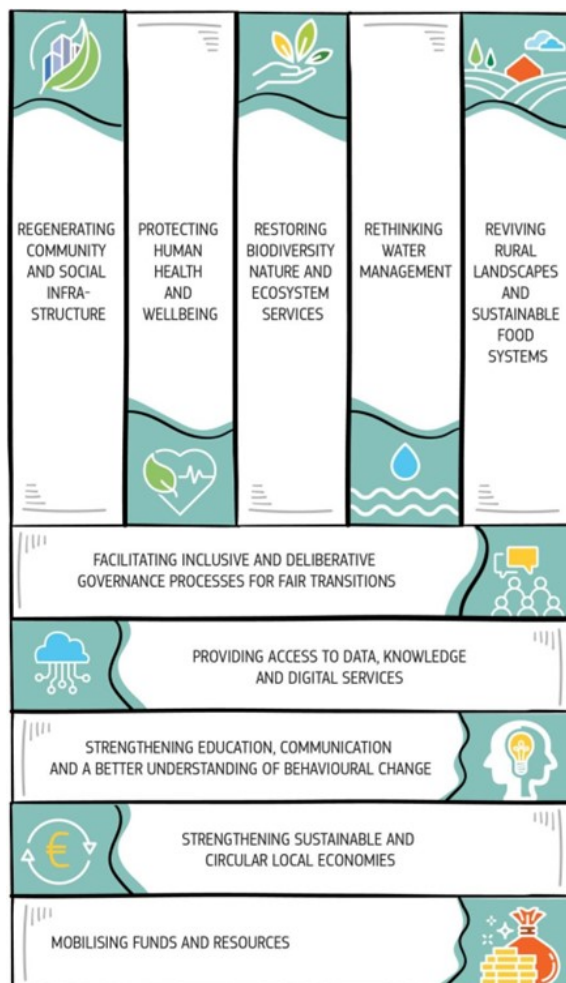 REGENERATING
COMMUNITY
AND SOCIAL
INFRA-
STRUCTURE
PROTECTING
HUMAN
HEALTH
AND
WELLBEING
RESTORING
BIODIVERSITY
NATURE AND
ECOSYSTEM
SERVICES
RETHINKING
WATER
MANAGEMENT
REVIVING
RURAL
LANDSCAPES
AND
SUSTAINABLE
FOOD
SYSTEMS
FACILITATING INCLUSIVE AND DELIBERATIVE
GOVERNANCE PROCESSES FOR FAIR TRANSITIONS
PROVIDING ACCESS TO DATA, KNOWLEDGE
AND DIGITAL SERVICES
STRENGTHENING EDUCATION, COMMUNICATION
AND A BETTER UNDERSTANDING OF BEHAVIOURAL CHANGE
€
STRENGTHENING SUSTAINABLE AND
CIRCULAR LOCAL ECONOMIES
MOBILISING FUNDS AND RESOURCES